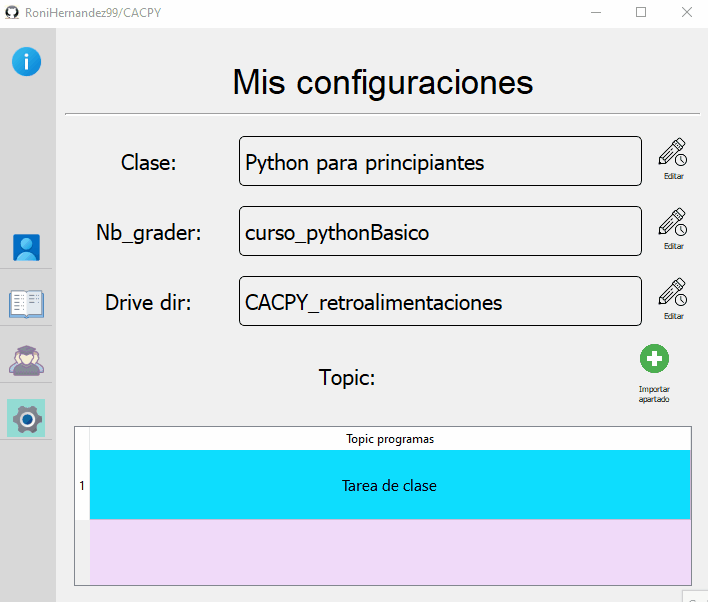 RoniHernandez99/CACPY
Mis configuraciones
Clase:
Python para principiantes
Editar
Nb_grader:
curso_pythonBasico
Editar
Drive dir:
CACPY_retroalimentaciones
Editar
Topic:
Importar
apartado
Topic programas
1
Tarea de clase